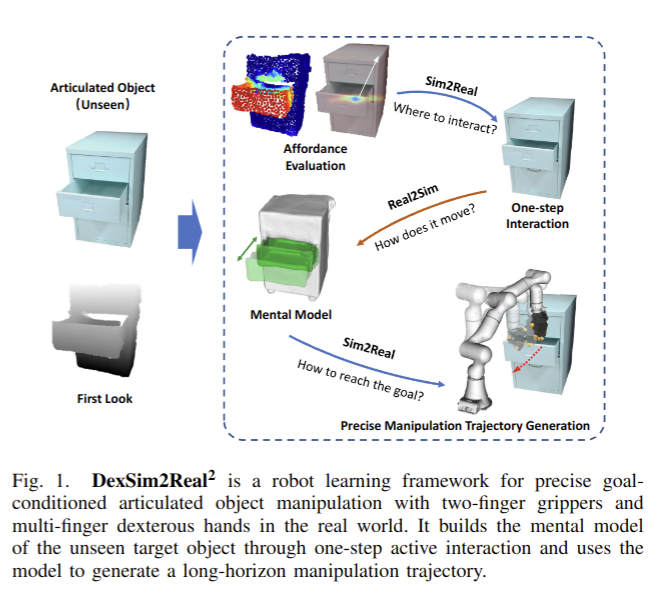 Articulated Object
(Unseen)
First Look
Affordance
Evaluation
Sim2Real
Where to interact?
One-step
Interaction
Real2Sim
How does it move?
Mental Model
Sim2Real
How to reach the goal?
Precise Manipulation Trajectory Generation
Fig. 1. DexSim2Real² is a robot learning framework for precise goal-
conditioned articulated object manipulation with two-finger grippers and
multi-finger dexterous hands in the real world. It builds the mental model
of the unseen target object through one-step active interaction and uses the
model to generate a long-horizon manipulation trajectory.